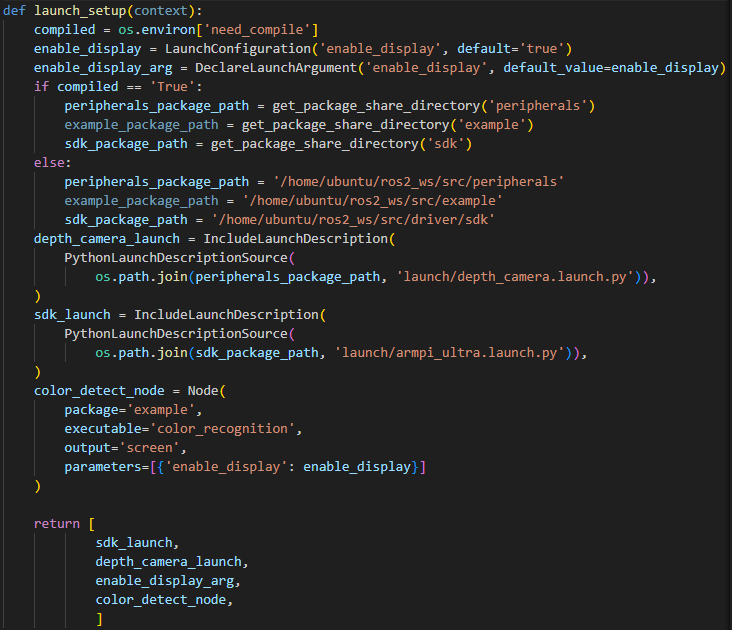 def launch_setup(context):
    compiled = os.environ['need_compile']
    enable_display = LaunchConfiguration('enable_display', default='true')
    enable_display_arg = DeclareLaunchArgument('enable_display', default_value=enable_display)
    if compiled == 'True':
        peripherals_package_path = get_package_share_directory('peripherals')
        example_package_path = get_package_share_directory('example')
        sdk_package_path = get_package_share_directory('sdk')
    else:
        peripherals_package_path = '/home/ubuntu/ros2_ws/src/peripherals'
        example_package_path = '/home/ubuntu/ros2_ws/src/example'
        sdk_package_path = '/home/ubuntu/ros2_ws/src/driver/sdk'
    depth_camera_launch = IncludeLaunchDescription(
        PythonLaunchDescriptionSource(
            os.path.join(peripherals_package_path, 'launch/depth_camera.launch.py')),
    )
    sdk_launch = IncludeLaunchDescription(
        PythonLaunchDescriptionSource(
            os.path.join(sdk_package_path, 'launch/armpi_ultra.launch.py')),
    )
    color_detect_node = Node(
        package='example',
        executable='color_recognition',
        output='screen',
        parameters=[{'enable_display': enable_display}]
    )
    return [
            sdk_launch,
            depth_camera_launch,
            enable_display_arg,
            color_detect_node,
            ]